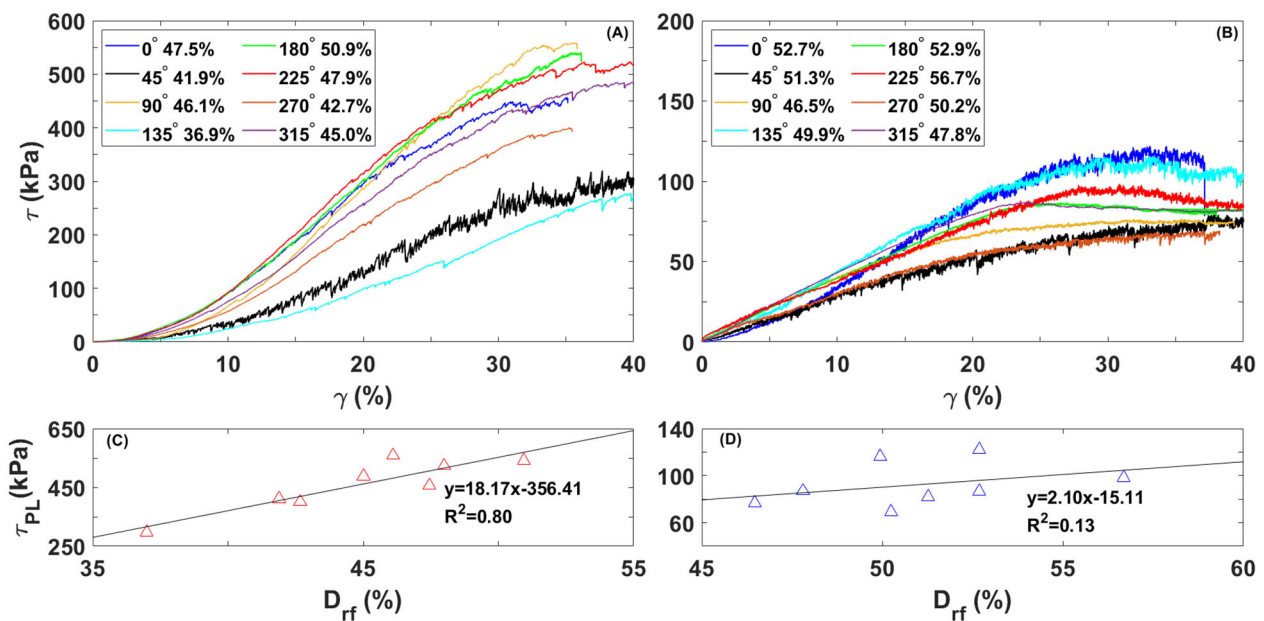 (A)
600
500
400
300
200
100
0
τ (kPa)
0° 47.5%
45° 41.9%
90° 46.1%
135° 36.9%
180° 50.9%
225° 47.9%
270° 42.7%
315° 45.0%
0 10 20 30 40
γ (%)
(B)
200
150
100
50
0
τ (kPa)
0° 52.7%
45° 51.3%
90° 46.5%
135° 49.9%
180° 52.9%
225° 56.7%
270° 50.2%
315° 47.8%
0 10 20 30 40
γ (%)
(C)
650
450
250
τPL(kPa)
y=18.17x-356.41
R²=0.80
35 40 45 50 55
Drf (%)
(D)
140
100
60
y=2.10x-15.11
R²=0.13
45 50 55 60
Drf (%)